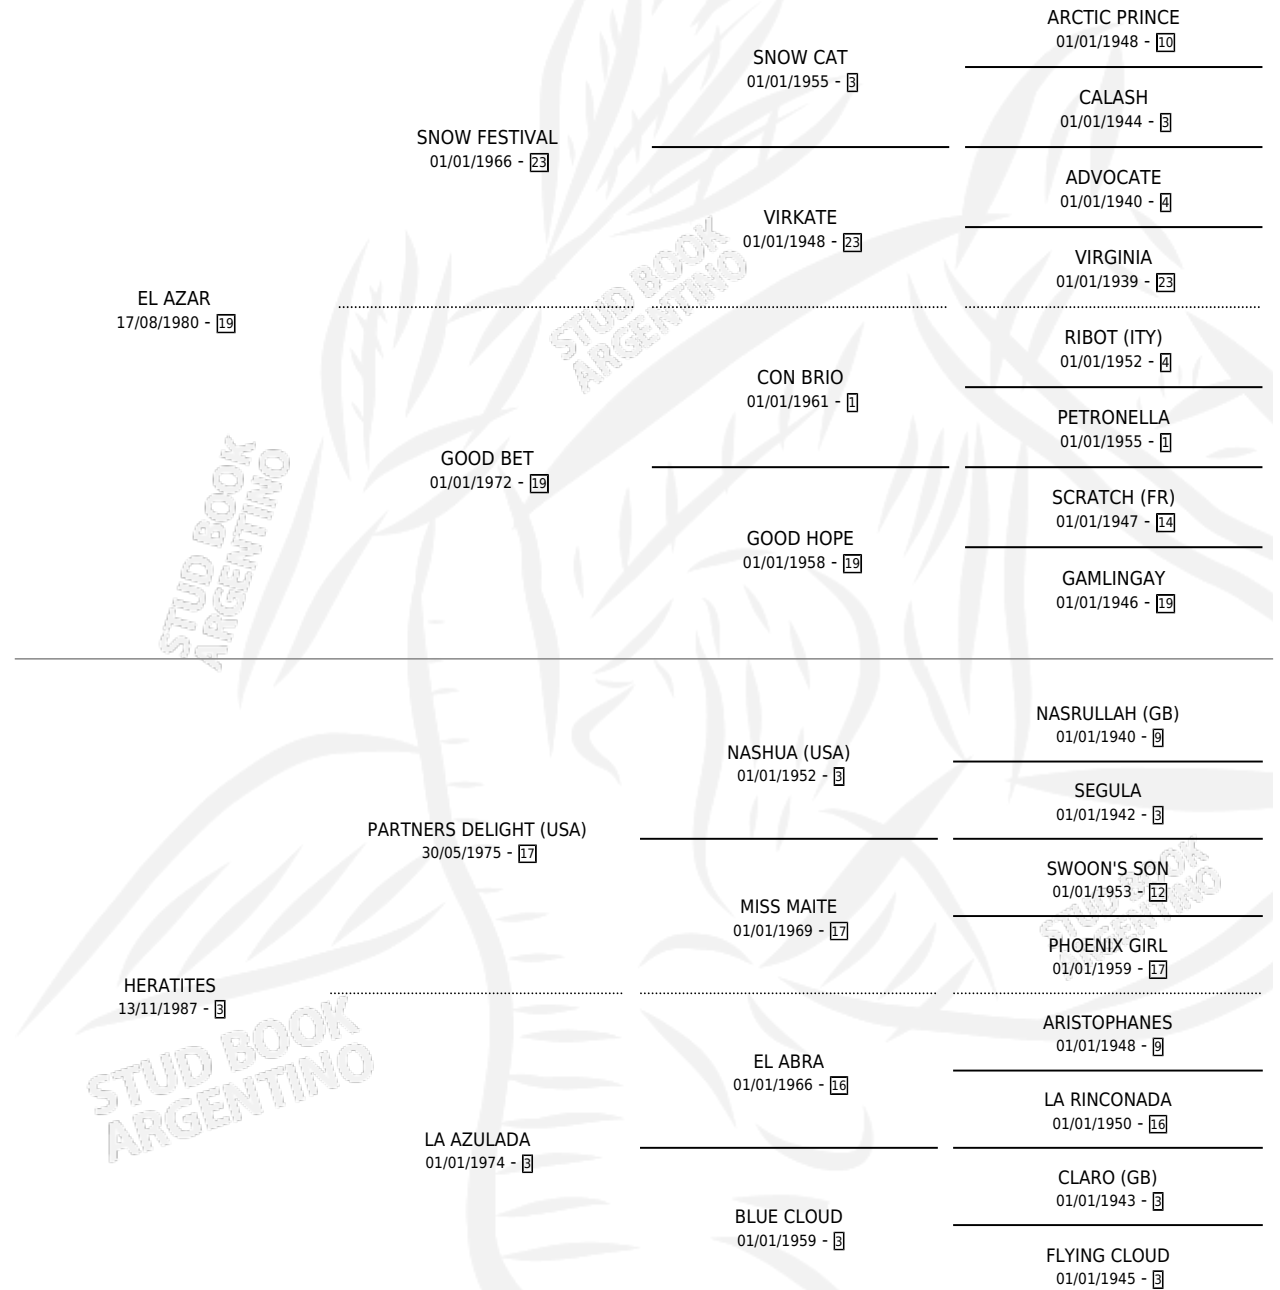 ARCTIC PRINCE
01/01/1948 - 10
SNOW CAT
01/01/1955 - 3
CALASH
01/01/1944 - 3
SNOW FESTIVAL
01/01/1966 - 23
ADVOCATE
01/01/1940 - 4
VIRKATE
01/01/1948 - 23
VIRGINIA
01/01/1939 - 23
EL AZAR
17/08/1980 - 19
STUD BOOK
ARGENTINO
RIBOT (ITY)
01/01/1952 - 4
CON BRIO
01/01/1961 - 1
PETRONELLA
01/01/1955 - 1
GOOD BET
01/01/1972 - 19
SCRATCH (FR)
01/01/1947 - 14
GOOD HOPE
01/01/1958 - 19
GAMLINGAY
01/01/1946 - 19
STUD BOOK
ARGENTINO
NASRULLAH (GB)
01/01/1940 - 9
NASHUA (USA)
01/01/1952 - 3
SEGULA
01/01/1942 - 3
PARTNERS DELIGHT (USA)
30/05/1975 - 17
SWOON'S SON
01/01/1953 - 12
MISS MAITE
01/01/1969 - 17
PHOENIX GIRL
01/01/1959 - 17
STUD BOOK
ARGENTINO
HERATITES
13/11/1987 - 3
STUD BOOK
ARGENTINO
ARISTOPHANES
01/01/1948 - 9
EL ABRA
01/01/1966 - 16
LA RINCONADA
01/01/1950 - 16
LA AZULADA
01/01/1974 - 3
CLARO (GB)
01/01/1943 - 3
BLUE CLOUD
01/01/1959 - 3
FLYING CLOUD
01/01/1945 - 3